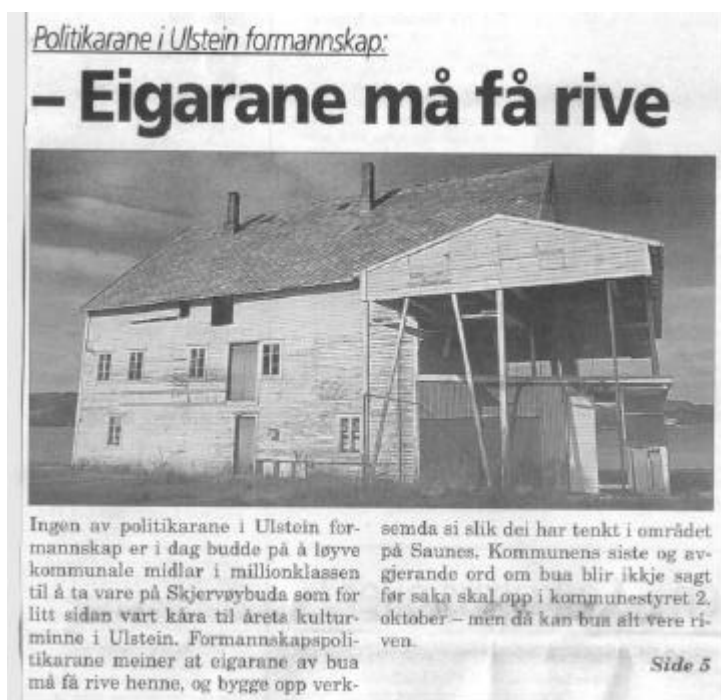 Politikarane i Ulstein formannskap:
– Eigarane må få rive
Ingen av politikarane i Ulstein for-
mannskap er i dag budde på å løyve
kommunale midlar i millionklassen
til å ta vare på Skjervøybuda som for
litt sidan vart kåra til årets kultur-
minne i Ulstein. Formannskapspoli-
tikarane meiner at eigarane av bua
må få rive henne, og bygge opp verk-
semda si slik dei har tenkt i området
på Saunes. Kommunens siste og av-
gjerande ord om bua blir ikkje sagt
før saka skal opp i kommunestyret 2.
oktober – men då kan bua alt vere ri-
ven.
Side 5